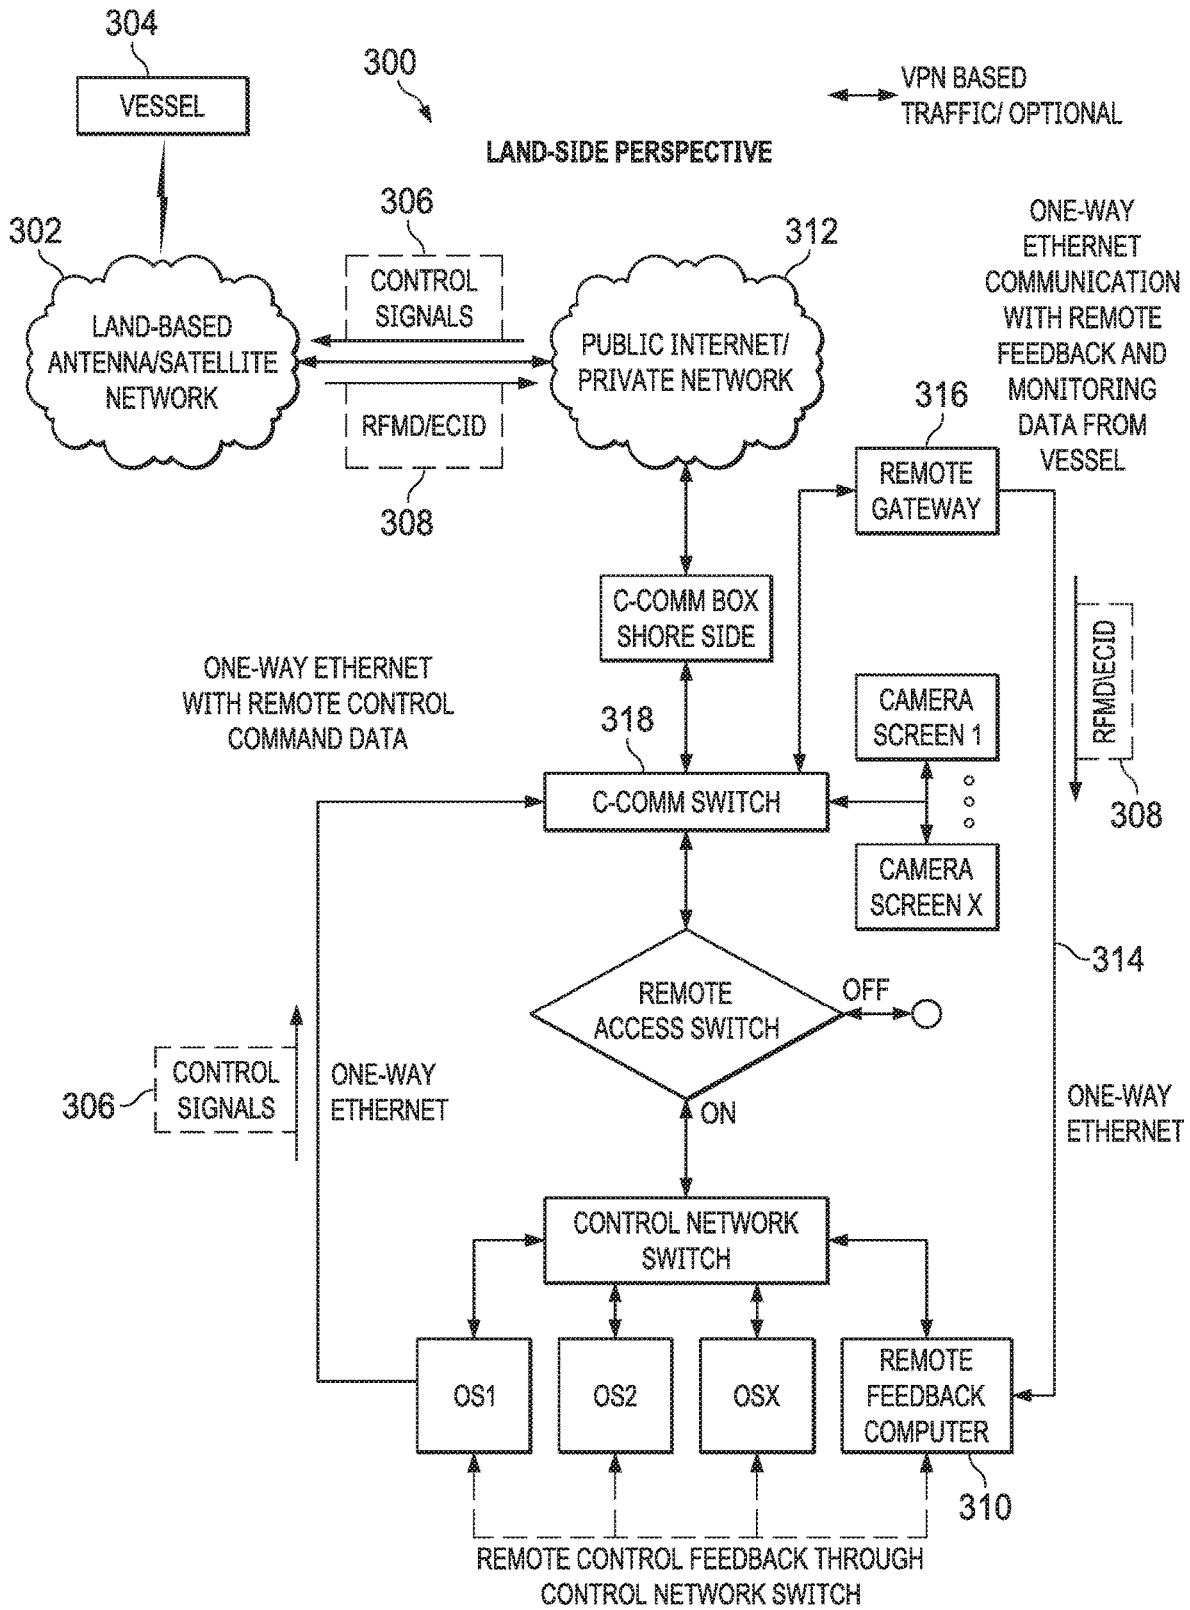 304
VESSEL
300
VPN BASED
TRAFFIC/ OPTIONAL
LAND-SIDE PERSPECTIVE
302
LAND-BASED
ANTENNA/SATELLITE
NETWORK
306
CONTROL
SIGNALS
RFMD/ECID
308
312
PUBLIC INTERNET/
PRIVATE NETWORK
ONE-WAY
ETHERNET
COMMUNICATION
WITH REMOTE
FEEDBACK AND
MONITORING
DATA FROM
VESSEL
316
REMOTE
GATEWAY
C-COMM BOX
SHORE SIDE
RFMD\ECID
308
ONE-WAY ETHERNET
WITH REMOTE CONTROL
COMMAND DATA
318
C-COMM SWITCH
CAMERA
SCREEN 1
CAMERA
SCREEN X
314
REMOTE
ACCESS SWITCH
OFF
ON
306
CONTROL
SIGNALS
ONE-WAY
ETHERNET
ONE-WAY
ETHERNET
CONTROL NETWORK
SWITCH
OS1
OS2
OSX
REMOTE
FEEDBACK
COMPUTER
310
REMOTE CONTROL FEEDBACK THROUGH
CONTROL NETWORK SWITCH